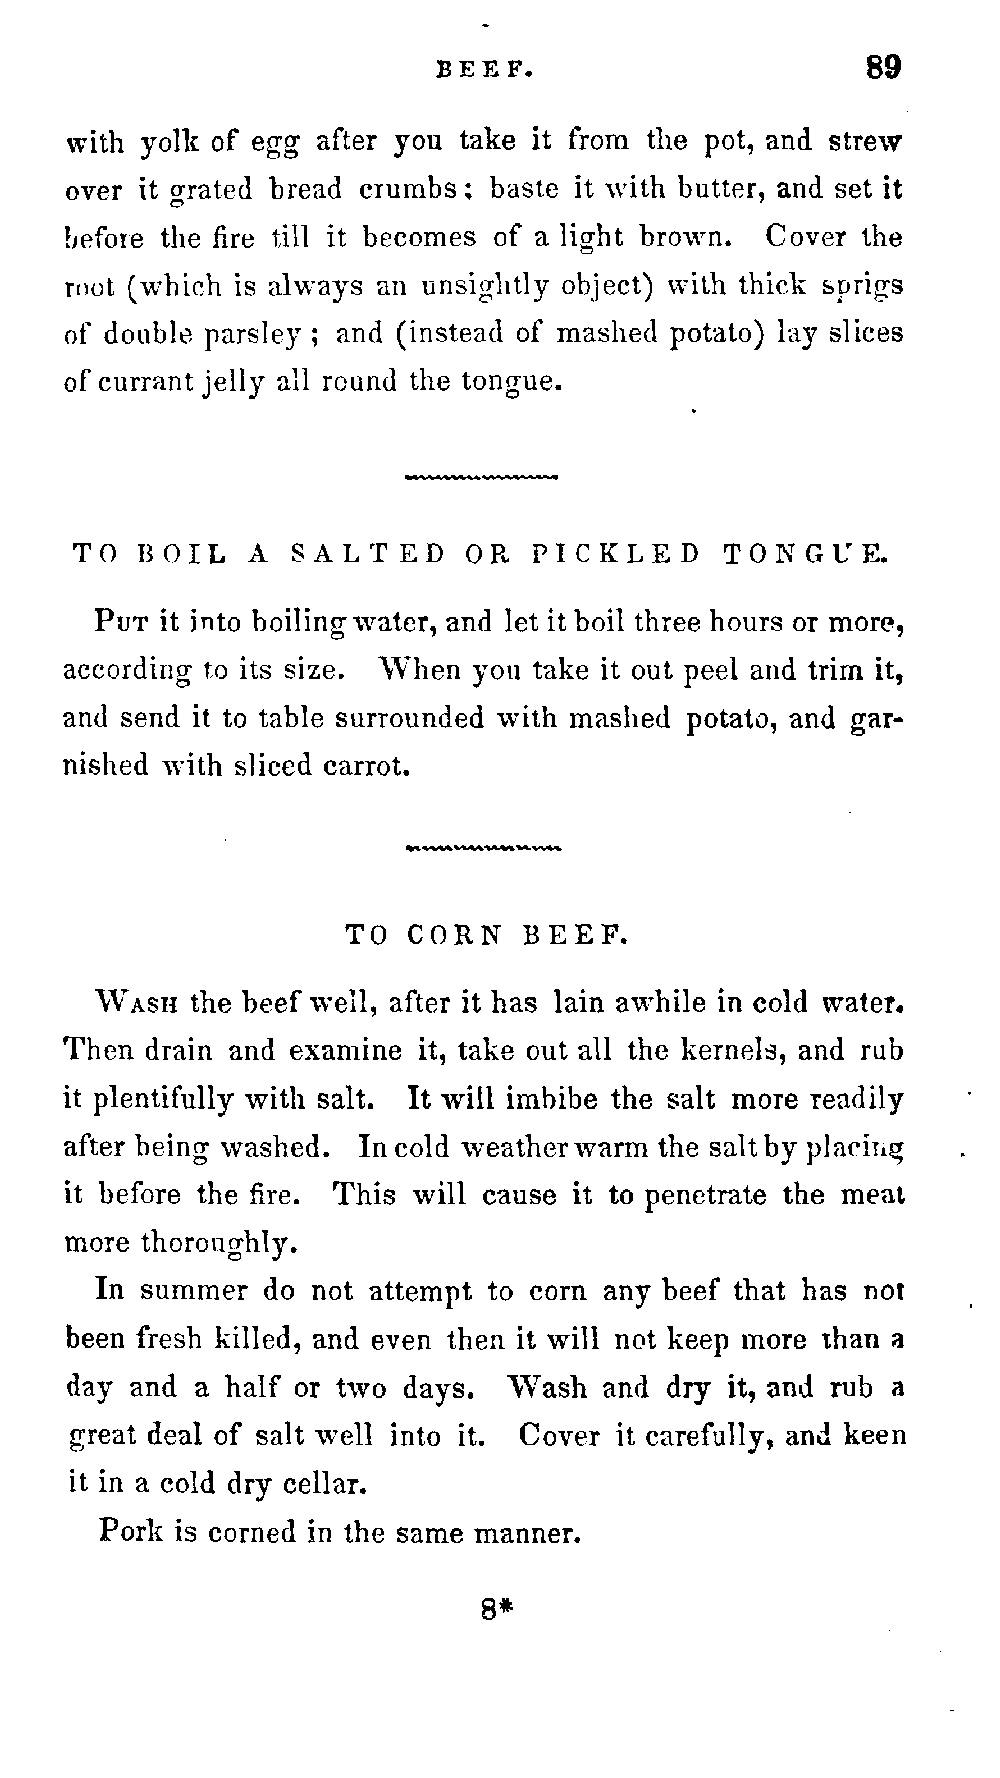 BEEF. 89
with yolk of egg after you take it from the pot, and strew
over it grated bread crumbs; baste it with butter, and set it
before the fire till it becomes of a light brown. Cover the
root (which is always an unsightly object) with thick sprigs
of double parsley; and (instead of mashed potato) lay slices
of currant jelly all round the tongue.
TO BOIL A SALTED OR PICKLED TONGUE.
Put it into boiling water, and let it boil three hours or more,
according to its size. When you take it out peel and trim it,
and send it to table surrounded with mashed potato, and gar-
nished with sliced carrot.
TO CORN BEEF.
Wash the beef well, after it has lain awhile in cold water.
Then drain and examine it, take out all the kernels, and rub
it plentifully with salt. It will imbibe the salt more readily
after being washed. In cold weather warm the salt by placing
it before the fire. This will cause it to penetrate the meat
more thoroughly.
In summer do not attempt to corn any beef that has not
been fresh killed, and even then it will not keep more than a
day and a half or two days. Wash and dry it, and rub a
great deal of salt well into it. Cover it carefully, and keen
it in a cold dry cellar.
Pork is corned in the same manner.
8*